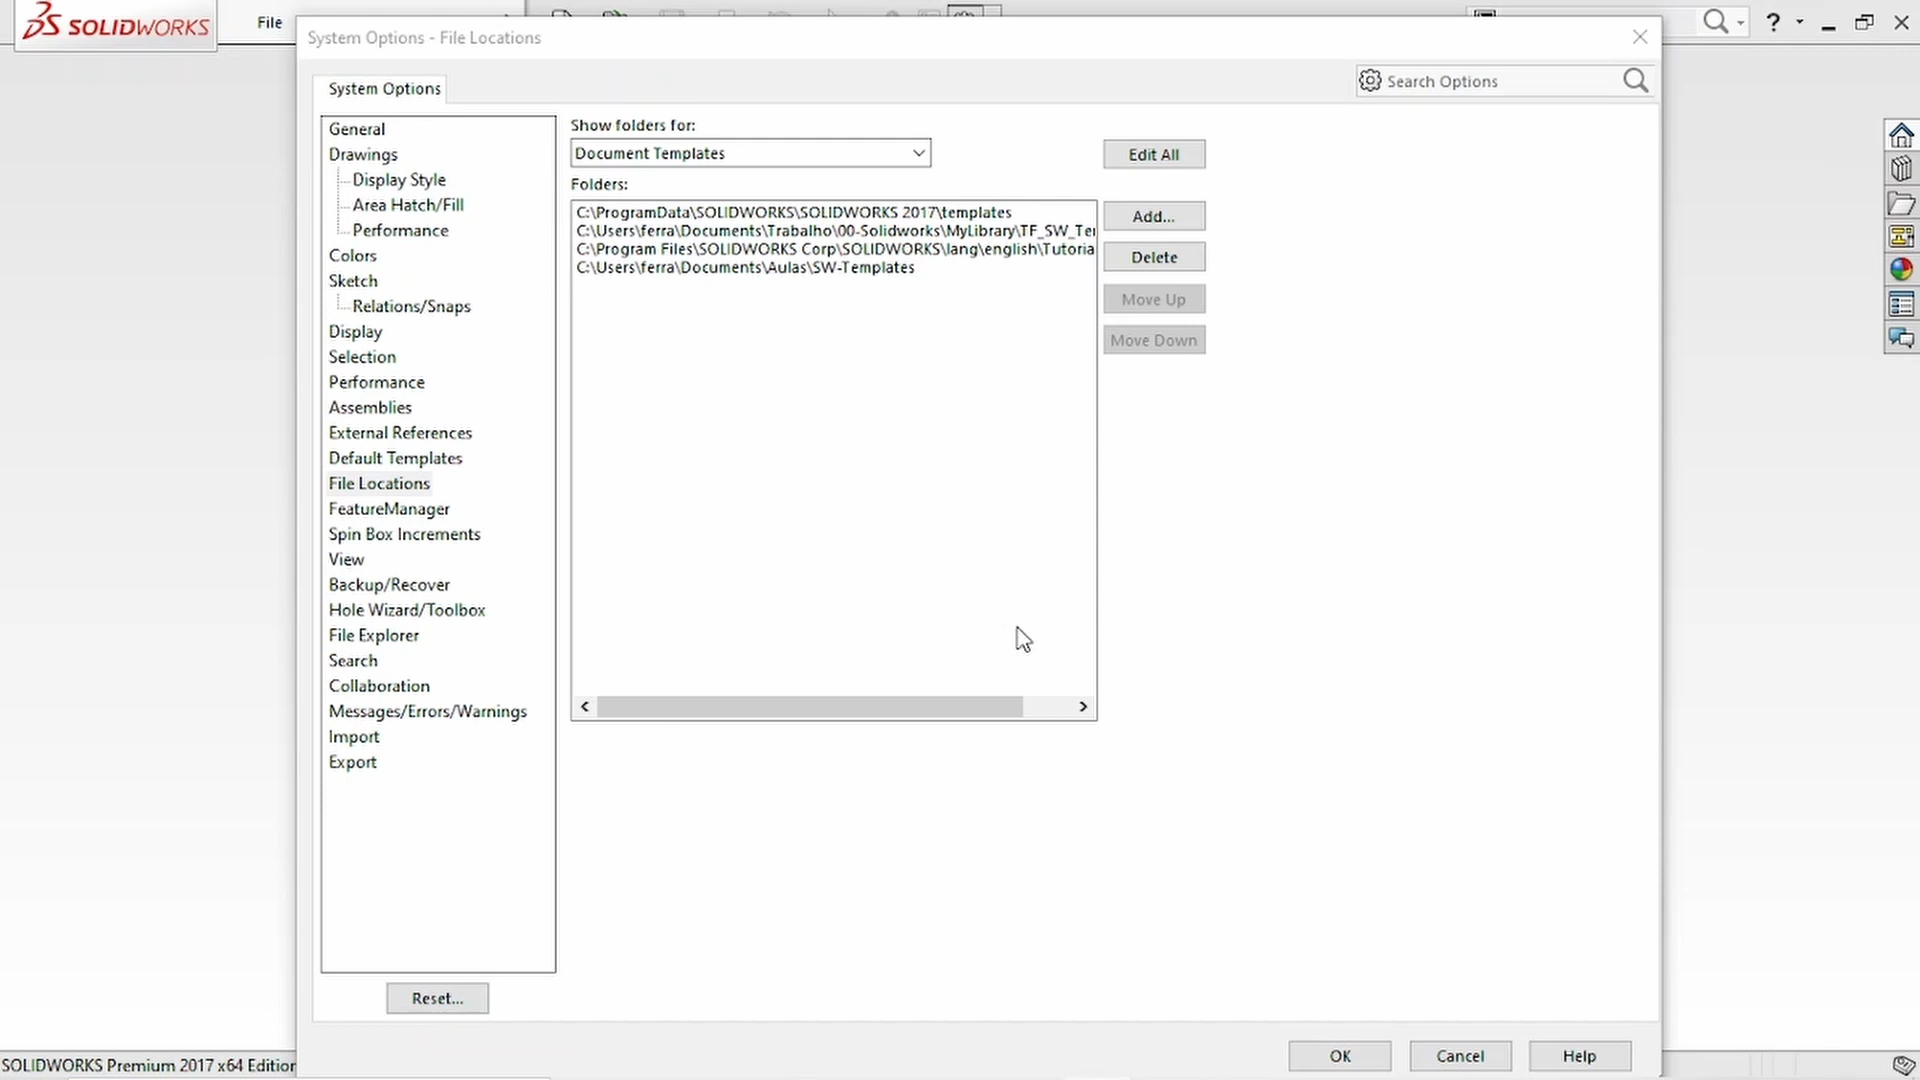 SOLIDWORKS
File
?
System Options - File Locations
System Options
Search Options
General
Drawings
Display Style
Area Hatch/Fill
Performance
Colors
Sketch
Relations/Snaps
Display
Selection
Performance
Assemblies
External References
Default Templates
File Locations
FeatureManager
Spin Box Increments
View
Backup/Recover
Hole Wizard/Toolbox
File Explorer
Search
Collaboration
Messages/Errors/Warnings
Import
Export
Reset...
Show folders for:
Document Templates
Folders:
C:\ProgramData\SOLIDWORKS\SOLIDWORKS 2017\templates
C:\Users\ferra\Documents\Trabalho\00-Solidworks\MyLibrary\TF_SW_Te
C:\Program Files\SOLIDWORKS Corp\SOLIDWORKS\lang\english\Tutoria
C:\Users\ferra\Documents\Aulas\SW-Templates
Edit All
Add...
Delete
Move Up
Move Down
OK
Cancel
Help
SOLIDWORKS Premium 2017 x64 Edition